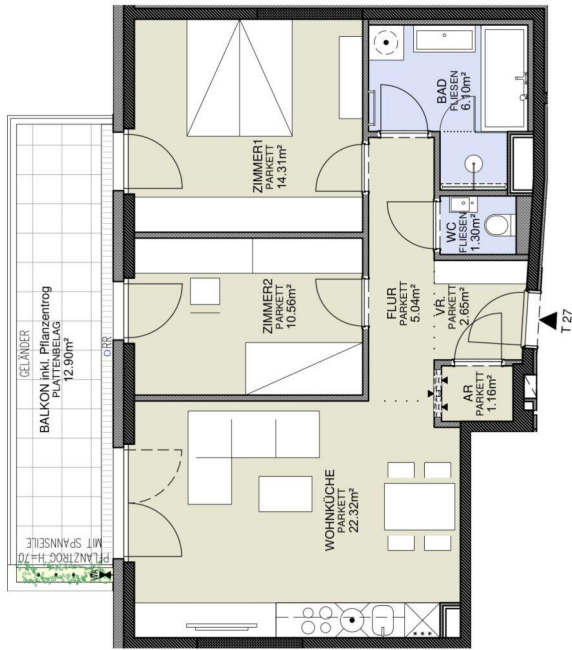 GELÄNDER
BALKON inkl. Pflanzentrog
PLATTENBELAG
12.90m²
RR
PFLANZTROG H=70
MIT SPANNSEILE
ZIMMER1
PARKETT
14.31m²
BAD
FLIESEN
6.10m²
ZIMMER2
PARKETT
10.56m²
WC
FLIESEN
1.30m²
FLUR
PARKETT
5.04m²
VR.
PARKETT
2.65m²
AR
PARKETT
1.16m²
WOHNKÜCHE
PARKETT
22.32m²
T 27